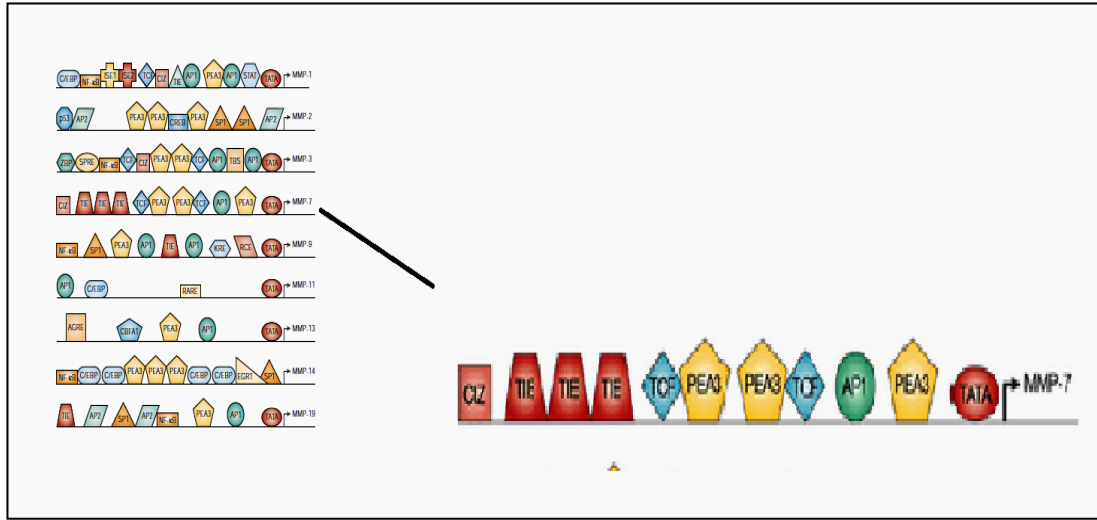 C/EBP NF-κB ISE1 ISE2 TCF CIZ TIE AP1 PEA3 AP1 STAT TATA MMP-1
p53 AP2 PEA3 PEA3 CREB PEA3 SP1 SP1 AP2 MMP-2
ZBP SPRE NF-κB TCF CIZ PEA3 PEA3 TCF AP1 TBS AP1 TATA MMP-3
CIZ TIE TIE TIE TCF PEA3 PEA3 TCF AP1 PEA3 TATA MMP-7
NF-κB SP1 PEA3 AP1 TIE AP1 KRE RCE TATA MMP-9
AP1 C/EBP RARE TATA MMP-11
AGRE CBFA1 PEA3 AP1 TATA MMP-13
NF-κB C/EBP C/EBP PEA3 PEA3 PEA3 C/EBP C/EBP EGR1 SP1 MMP-14
TIE AP2 SP1 AP2 NF-κB PEA3 AP1 TATA MMP-19
CIZ TIE TIE TIE TCF PEA3 PEA3 TCF AP1 PEA3 TATA MMP-7